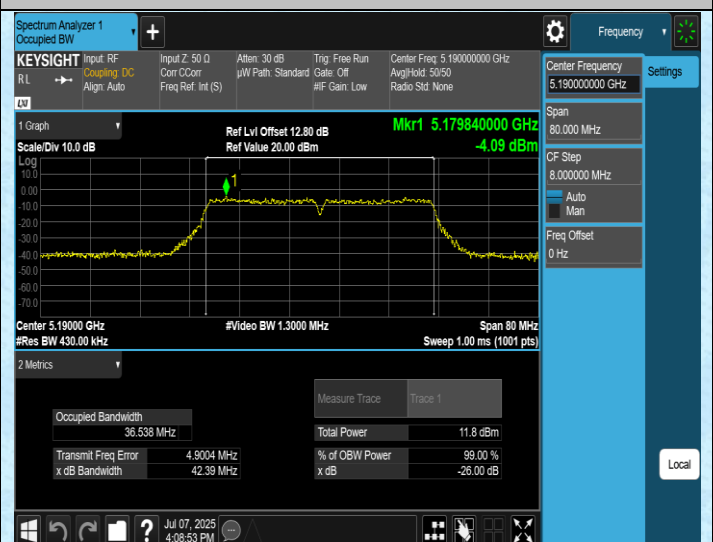 Spectrum Analyzer 1
Occupied BW
+
Frequency
KEYSIGHT
RL
LXI
Input: RF
Coupling: DC
Align: Auto
Input Z: 50 Ω
Corr CCorr
Freq Ref: Int (S)
Atten: 30 dB
µW Path: Standard
Trig: Free Run
Gate: Off
#IF Gain: Low
Center Freq: 5.190000000 GHz
Avg|Hold: 50/50
Radio Std: None
Center Frequency
5.190000000 GHz
Settings
Span
80.000 MHz
CF Step
8.000000 MHz
Auto
Man
Freq Offset
0 Hz
1 Graph
Scale/Div 10.0 dB
Ref Lvl Offset 12.80 dB
Ref Value 20.00 dBm
Mkr1 5.179840000 GHz
-4.09 dBm
Log
10.0
0.00
-10.0
-20.0
-30.0
-40.0
-50.0
-60.0
-70.0
1
Center 5.19000 GHz
#Res BW 430.00 kHz
#Video BW 1.3000 MHz
Span 80 MHz
Sweep 1.00 ms (1001 pts)
2 Metrics
Measure Trace Trace 1
Occupied Bandwidth
36.538 MHz
Total Power 11.8 dBm
Transmit Freq Error 4.9004 MHz
x dB Bandwidth 42.39 MHz
% of OBW Power 99.00 %
x dB -26.00 dB
Local
?
Jul 07, 2025
4:08:53 PM